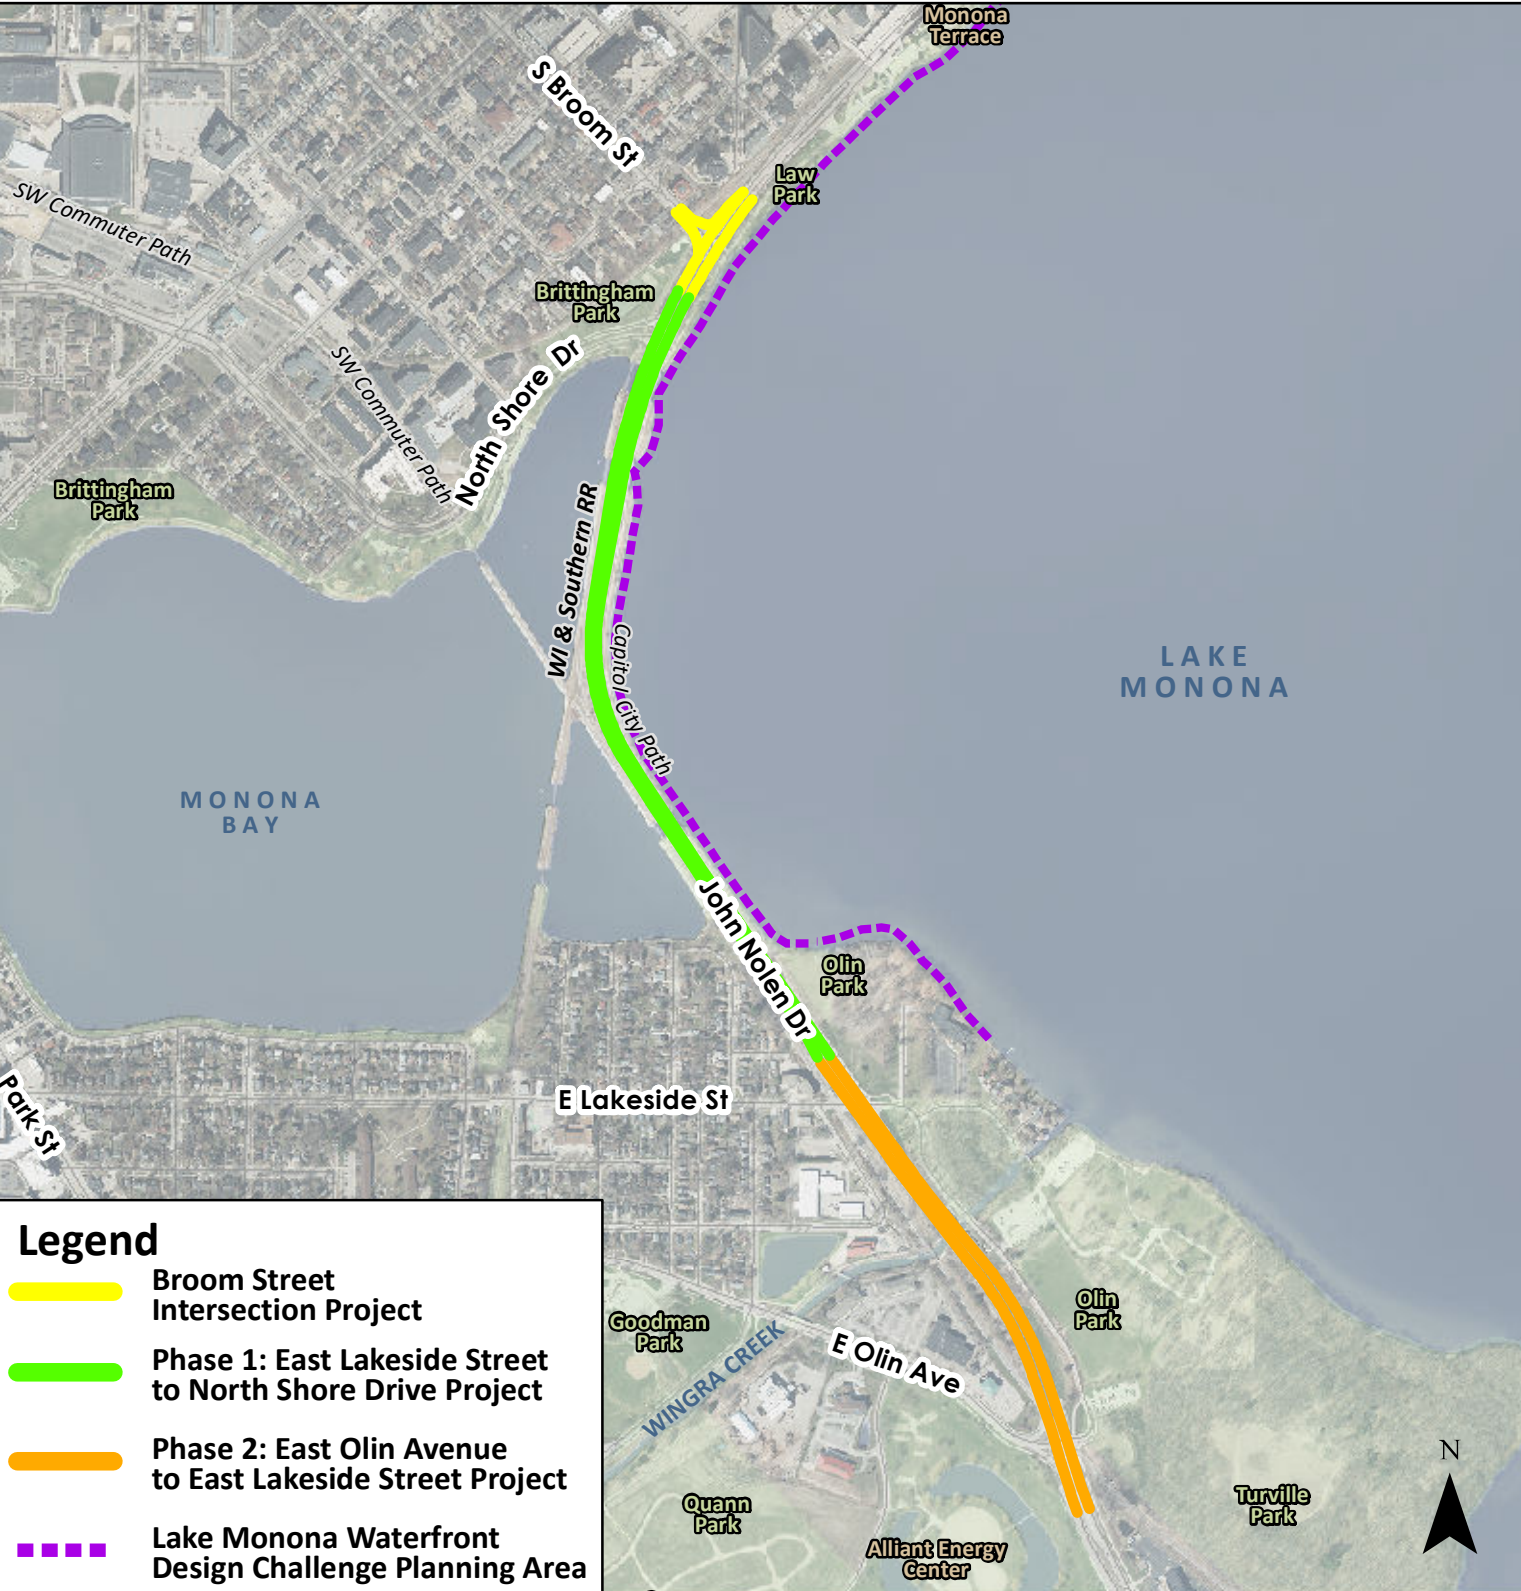 Monona
Terrace
S Broom St
Law
Park
SW Commuter Path
Brittingham
Park
North Shore Dr
SW Commuter Path
Brittingham
Park
WI & Southern RR
Capitol City Path
LAKE
MONONA
MONONA
BAY
John Nolen Dr
Olin
Park
E Lakeside St
Park St
Olin
Park
Goodman
Park
WINGRA CREEK
E Olin Ave
Quann
Park
Alliant Energy
Center
Turville
Park
N
Legend
Broom Street
Intersection Project
Phase 1: East Lakeside Street
to North Shore Drive Project
Phase 2: East Olin Avenue
to East Lakeside Street Project
Lake Monona Waterfront
Design Challenge Planning Area